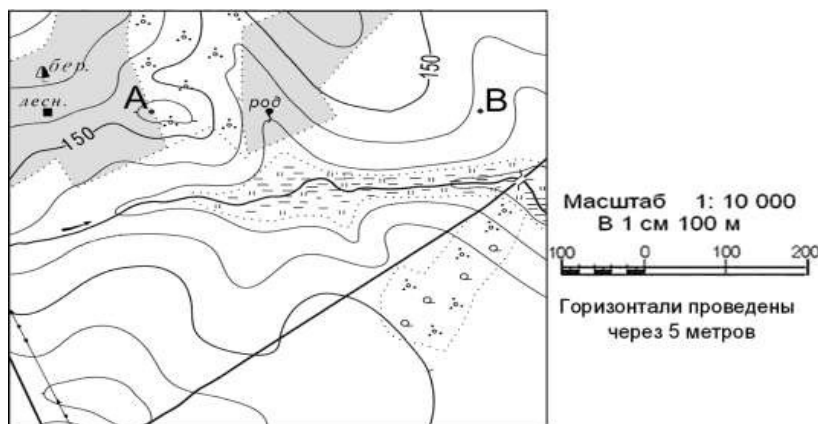 бер.
лесн.
А
род
150
В
150
Масштаб 1: 10 000
В 1 см 100 м
100 0 100 200
Горизонтали проведены
через 5 метров